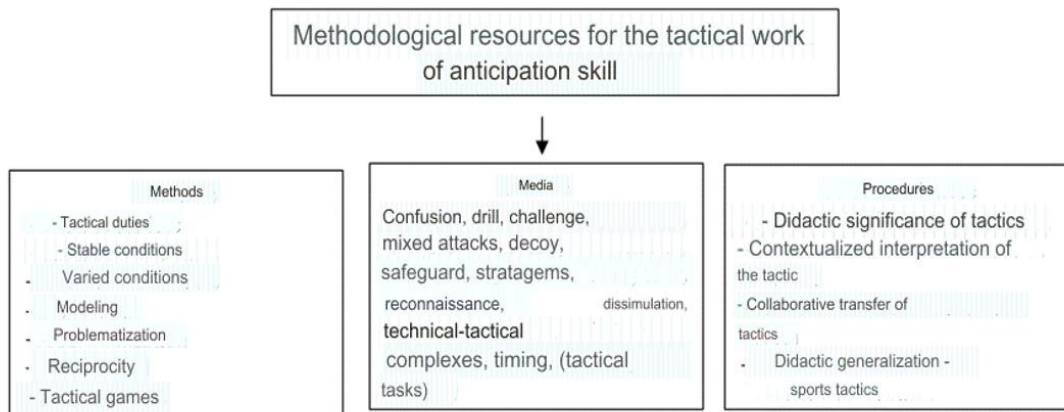 Methodological resources for the tactical work
of anticipation skill
Methods
- Tactical duties
- Stable conditions
- Varied conditions
- Modeling
- Problematization
- Reciprocity
- Tactical games
Media
Confusion, drill, challenge,
mixed attacks, decoy,
safeguard, stratagems,
reconnaissance, dissimulation,
technical-tactical
complexes, timing, (tactical
tasks)
Procedures
- Didactic significance of tactics
- Contextualized interpretation of
the tactic
- Collaborative transfer of
tactics
- Didactic generalization -
sports tactics